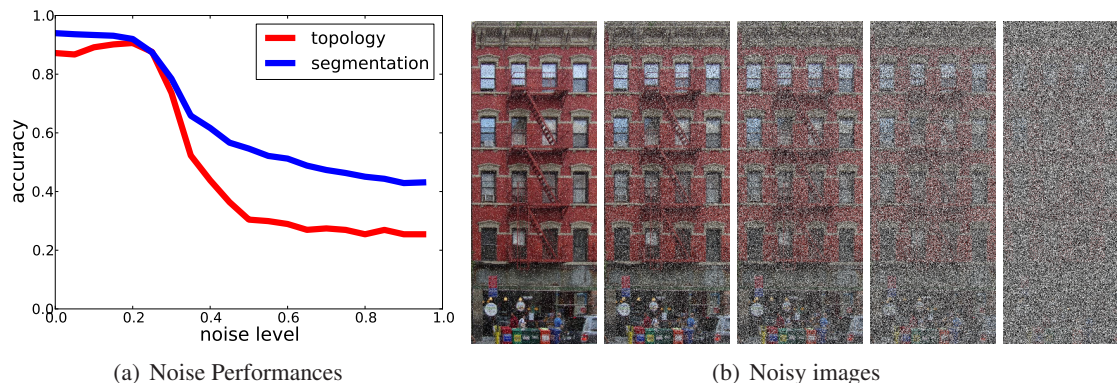 1.0
0.8
0.6
0.4
0.2
0.0
0.0 0.2 0.4 0.6 0.8 1.0
accuracy
noise level
topology
segmentation
(a) Noise Performances
(b) Noisy images